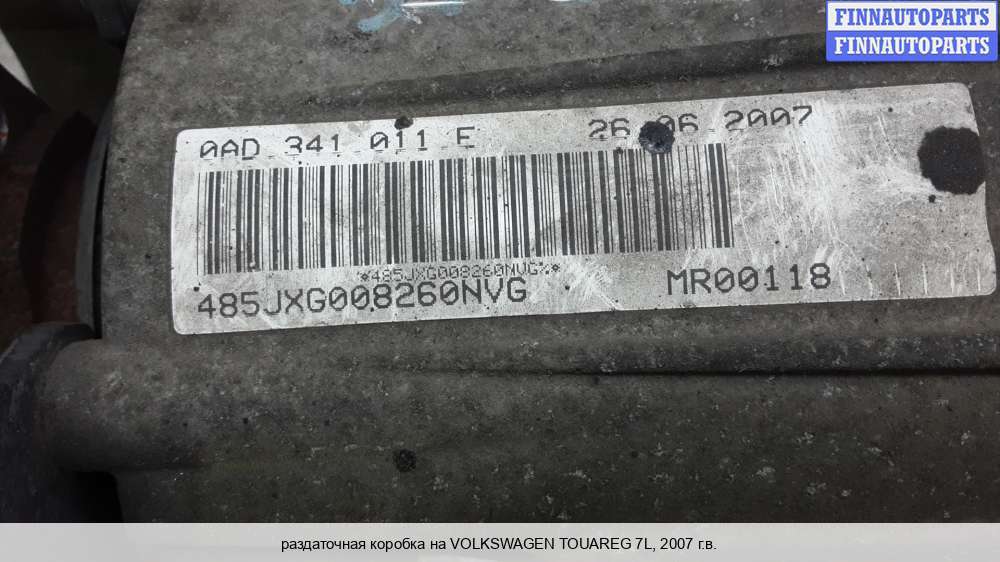 FINNAUTOPARTS
FINNAUTOPARTS
0AD 341 011 E 26 06 2007
*485JXG008260NVG%*
485JXG008260NVG MR00118
раздаточная коробка на VOLKSWAGEN TOUAREG 7L, 2007 г.в.